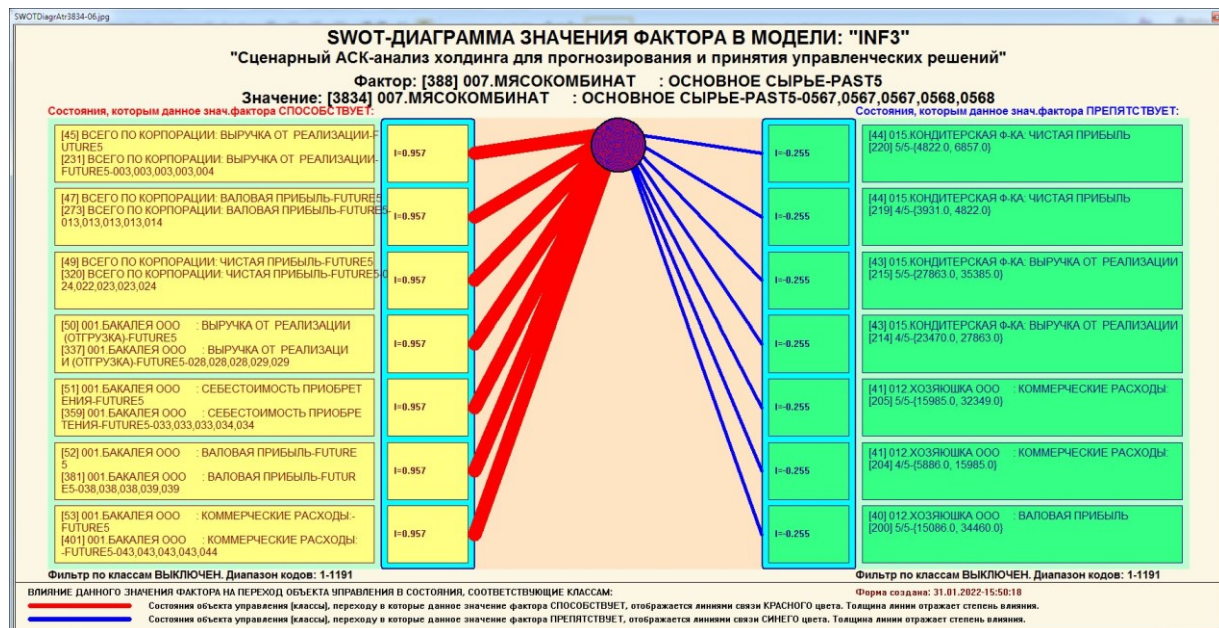 SWOTDiagrAtr3834-06.jpg
SWOT-ДИАГРАММА ЗНАЧЕНИЯ ФАКТОРА В МОДЕЛИ: "INF3"
"Сценарный АСК-анализ холдинга для прогнозирования и принятия управленческих решений"
Фактор: [388] 007.МЯСОКОМБИНАТ : ОСНОВНОЕ СЫРЬЕ-PAST5
Значение: [3834] 007.МЯСОКОМБИНАТ : ОСНОВНОЕ СЫРЬЕ-PAST5-0567,0567,0567,0568,0568
Состояния, которым данное знач.фактора СПОСОБСТВУЕТ:
[45] ВСЕГО ПО КОРПОРАЦИИ: ВЫРУЧКА ОТ РЕАЛИЗАЦИИ-F
UTURE5
[231] ВСЕГО ПО КОРПОРАЦИИ: ВЫРУЧКА ОТ РЕАЛИЗАЦИИ-
FUTURE5-003,003,003,003,004
I=0.957
[47] ВСЕГО ПО КОРПОРАЦИИ: ВАЛОВАЯ ПРИБЫЛЬ-FUTURE5
[273] ВСЕГО ПО КОРПОРАЦИИ: ВАЛОВАЯ ПРИБЫЛЬ-FUTURE5-
013,013,013,013,014
I=0.957
[49] ВСЕГО ПО КОРПОРАЦИИ: ЧИСТАЯ ПРИБЫЛЬ-FUTURE5
[320] ВСЕГО ПО КОРПОРАЦИИ: ЧИСТАЯ ПРИБЫЛЬ-FUTURE5-0
24,022,023,023,024
I=0.957
[50] 001.БАКАЛЕЯ ООО : ВЫРУЧКА ОТ РЕАЛИЗАЦИИ
(ОТГРУЗКА)-FUTURE5
[337] 001.БАКАЛЕЯ ООО : ВЫРУЧКА ОТ РЕАЛИЗАЦИ
И (ОТГРУЗКА)-FUTURE5-028,028,028,029,029
I=0.957
[51] 001.БАКАЛЕЯ ООО : СЕБЕСТОИМОСТЬ ПРИОБРЕТ
ЕНИЯ-FUTURE5
[359] 001.БАКАЛЕЯ ООО : СЕБЕСТОИМОСТЬ ПРИОБРЕ
ТЕНИЯ-FUTURE5-033,033,033,034,034
I=0.957
[52] 001.БАКАЛЕЯ ООО : ВАЛОВАЯ ПРИБЫЛЬ-FUTURE
5
[381] 001.БАКАЛЕЯ ООО : ВАЛОВАЯ ПРИБЫЛЬ-FUTUR
E5-038,038,038,039,039
I=0.957
[53] 001.БАКАЛЕЯ ООО : КОММЕРЧЕСКИЕ РАСХОДЫ:-
FUTURE5
[401] 001.БАКАЛЕЯ ООО : КОММЕРЧЕСКИЕ РАСХОДЫ:
-FUTURE5-043,043,043,043,044
I=0.957
Фильтр по классам ВЫКЛЮЧЕН. Диапазон кодов: 1-1191
Состояния, которым данное знач.фактора ПРЕПЯТСТВУЕТ:
I=-0.255
[44] 015.КОНДИТЕРСКАЯ Ф-КА: ЧИСТАЯ ПРИБЫЛЬ
[220] 5/5-{4822.0, 6857.0}
I=-0.255
[44] 015.КОНДИТЕРСКАЯ Ф-КА: ЧИСТАЯ ПРИБЫЛЬ
[219] 4/5-{3931.0, 4822.0}
I=-0.255
[43] 015.КОНДИТЕРСКАЯ Ф-КА: ВЫРУЧКА ОТ РЕАЛИЗАЦИИ
[215] 5/5-{27863.0, 35385.0}
I=-0.255
[43] 015.КОНДИТЕРСКАЯ Ф-КА: ВЫРУЧКА ОТ РЕАЛИЗАЦИИ
[214] 4/5-{23470.0, 27863.0}
I=-0.255
[41] 012.ХОЗЯЮШКА ООО : КОММЕРЧЕСКИЕ РАСХОДЫ:
[205] 5/5-{15985.0, 32349.0}
I=-0.255
[41] 012.ХОЗЯЮШКА ООО : КОММЕРЧЕСКИЕ РАСХОДЫ:
[204] 4/5-{5886.0, 15985.0}
I=-0.255
[40] 012.ХОЗЯЮШКА ООО : ВАЛОВАЯ ПРИБЫЛЬ
[200] 5/5-{15086.0, 34460.0}
Фильтр по классам ВЫКЛЮЧЕН. Диапазон кодов: 1-1191
ВЛИЯНИЕ ДАННОГО ЗНАЧЕНИЯ ФАКТОРА НА ПЕРЕХОД ОБЪЕКТА УПРАВЛЕНИЯ В СОСТОЯНИЯ, СООТВЕТСТВУЮЩИЕ КЛАССАМ:
Форма создана: 31.01.2022-15:50:18
Состояния объекта управления (классы), переходу в которые данное значение фактора СПОСОБСТВУЕТ, отображается линиями связи КРАСНОГО цвета. Толщина линии отражает степень влияния.
Состояния объекта управления (классы), переходу в которые данное значение фактора ПРЕПЯТСТВУЕТ, отображается линиями связи СИНЕГО цвета. Толщина линии отражает степень влияния.